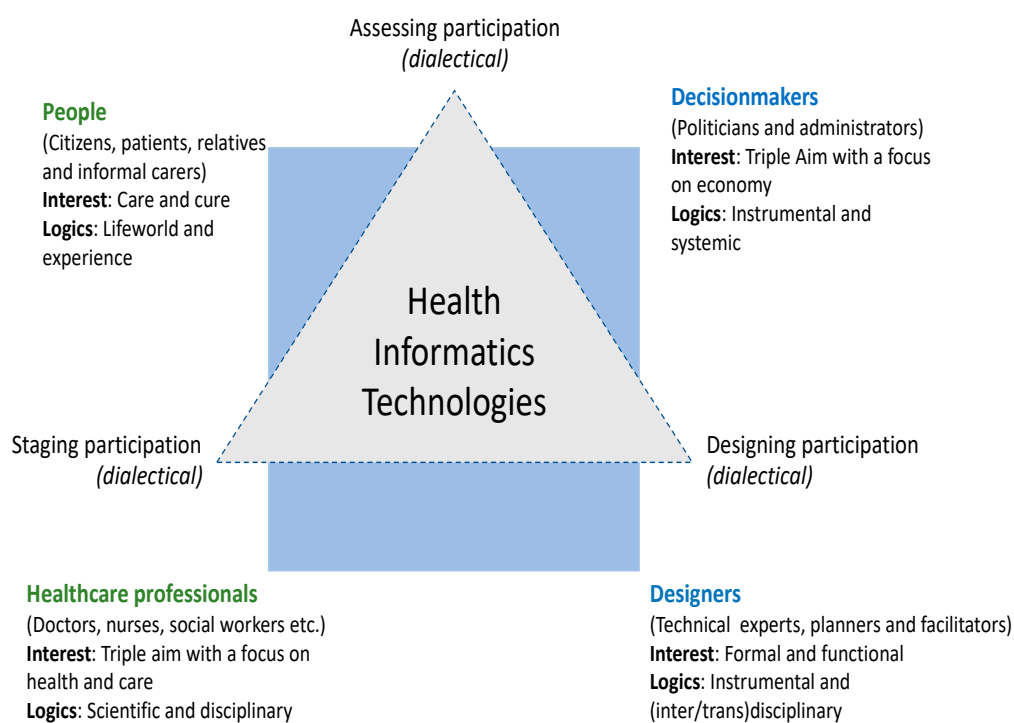 Assessing participation
(dialectical)
People
(Citizens, patients, relatives
and informal carers)
Interest: Care and cure
Logics: Lifeworld and
experience
Decisionmakers
(Politicians and administrators)
Interest: Triple Aim with a focus
on economy
Logics: Instrumental and
systemic
Health
Informatics
Technologies
Staging participation
(dialectical)
Designing participation
(dialectical)
Healthcare professionals
(Doctors, nurses, social workers etc.)
Interest: Triple aim with a focus on
health and care
Logics: Scientific and disciplinary
Designers
(Technical experts, planners and facilitators)
Interest: Formal and functional
Logics: Instrumental and
(inter/trans)disciplinary